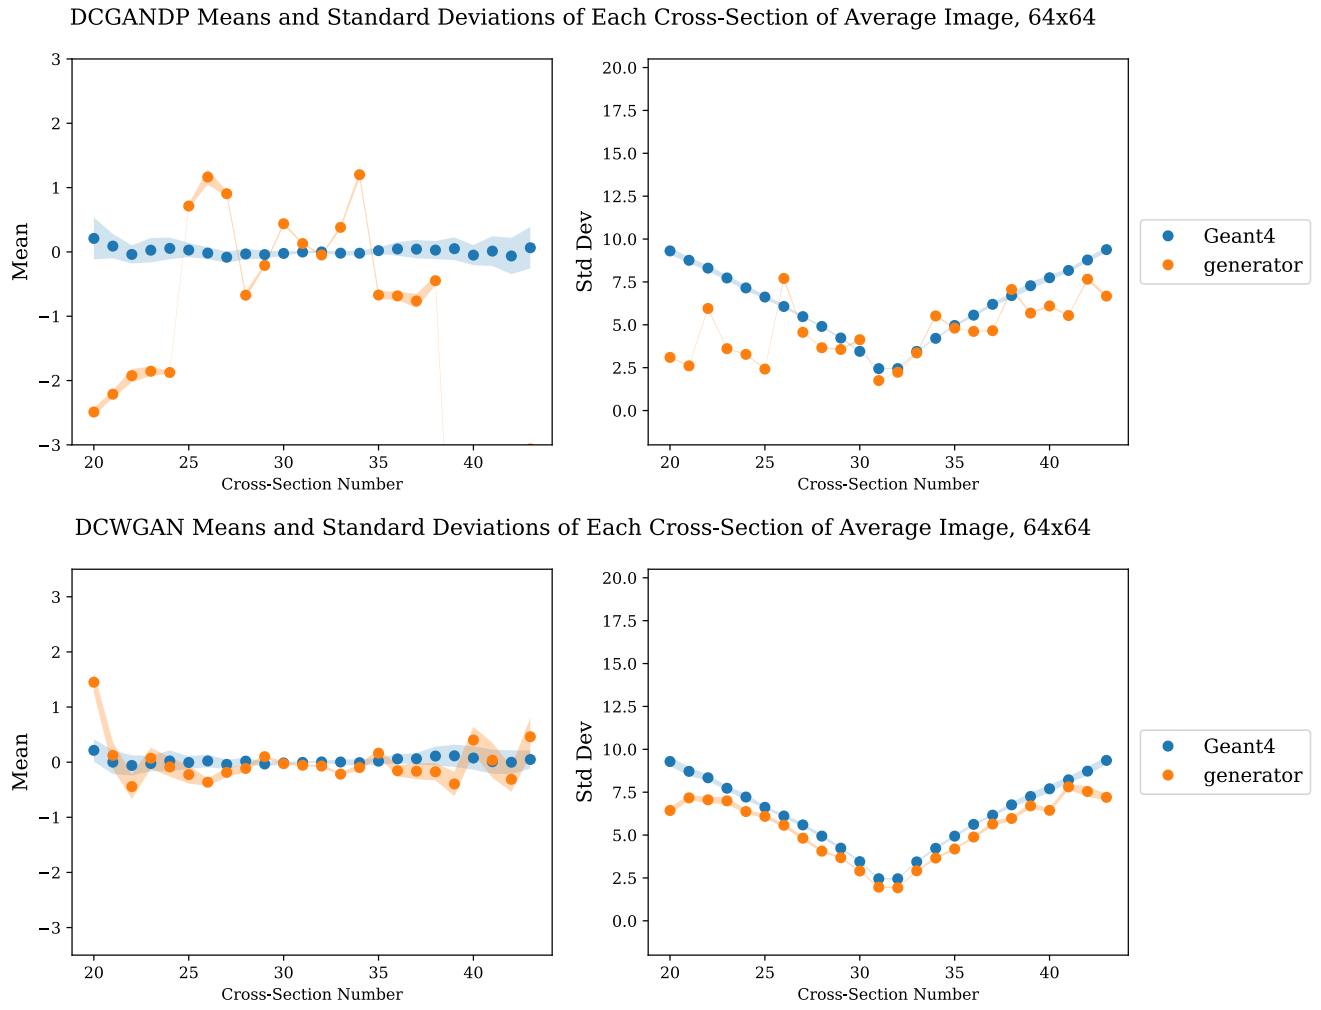 DCGANDP Means and Standard Deviations of Each Cross-Section of Average Image, 64x64
3
2
1
0
−1
−2
−3
Mean
20 25 30 35 40
Cross-Section Number
20.0
17.5
15.0
12.5
10.0
7.5
5.0
2.5
0.0
Std Dev
20 25 30 35 40
Cross-Section Number
Geant4
generator
DCWGAN Means and Standard Deviations of Each Cross-Section of Average Image, 64x64
3
2
1
0
−1
−2
−3
Mean
20 25 30 35 40
Cross-Section Number
20.0
17.5
15.0
12.5
10.0
7.5
5.0
2.5
0.0
Std Dev
20 25 30 35 40
Cross-Section Number
Geant4
generator